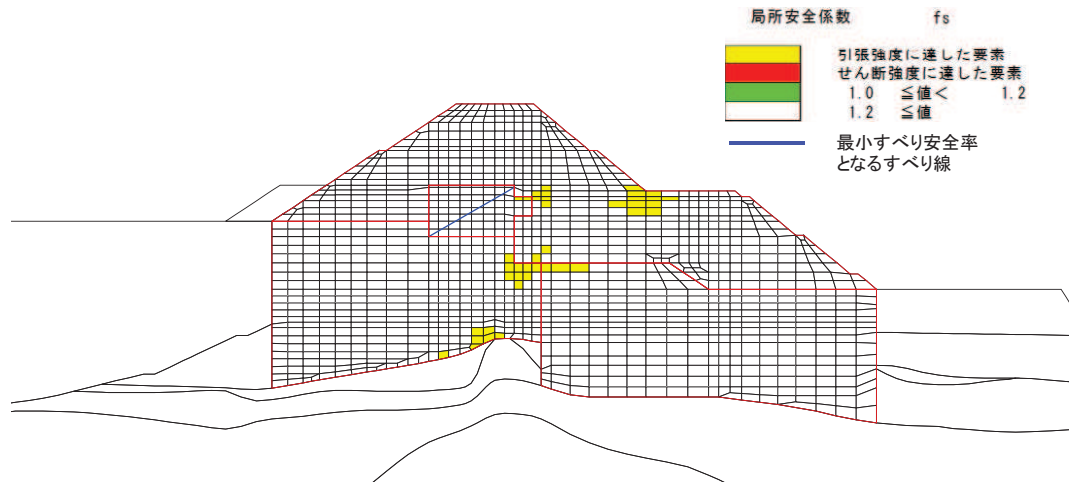 局所安全係数 fs
引張強度に達した要素
せん断強度に達した要素
1.0 ≦値< 1.2
1.2 ≦値
最小すべり安全率
となるすべり線